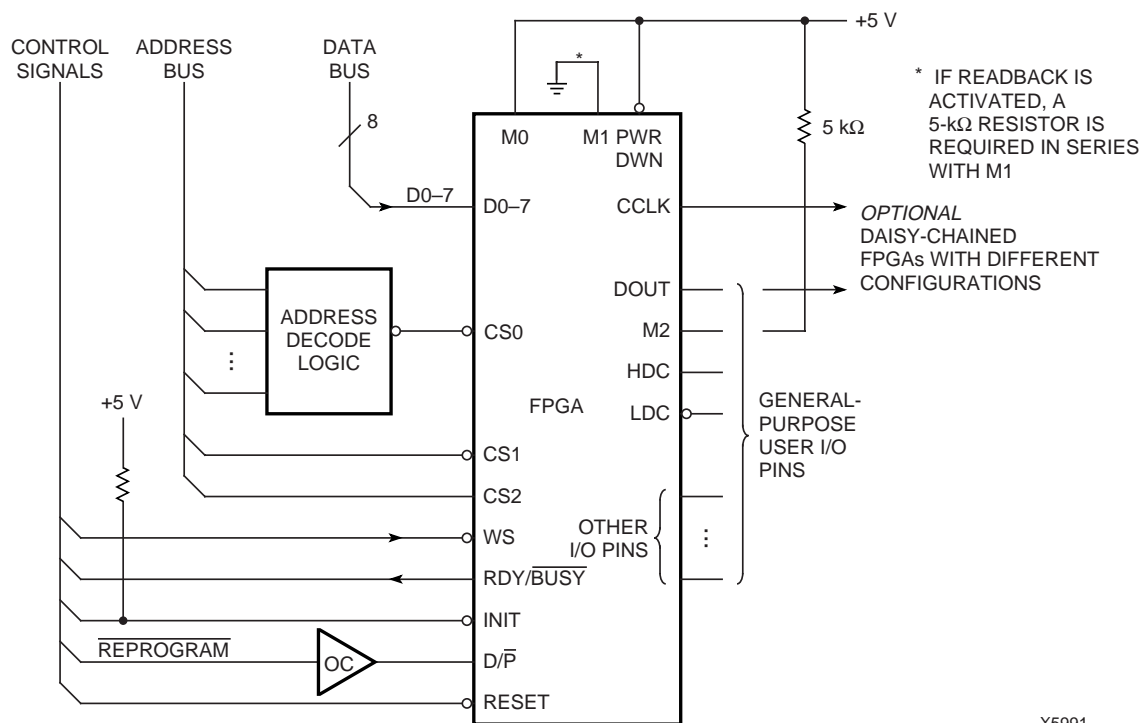 +5 V
CONTROL
SIGNALS
ADDRESS
BUS
DATA
BUS
*
* IF READBACK IS
ACTIVATED, A
5-kΩ RESISTOR IS
REQUIRED IN SERIES
WITH M1
8
5 kΩ
M0
M1 PWR
DWN
D0–7
D0–7
CCLK
OPTIONAL
DAISY-CHAINED
FPGAs WITH DIFFERENT
CONFIGURATIONS
DOUT
ADDRESS
DECODE
LOGIC
CS0
M2
HDC
+5 V
FPGA
LDC
GENERAL-
PURPOSE
USER I/O
PINS
CS1
CS2
OTHER
I/O PINS
WS
RDY/BUSY
INIT
REPROGRAM
OC
D/P
RESET
X5991